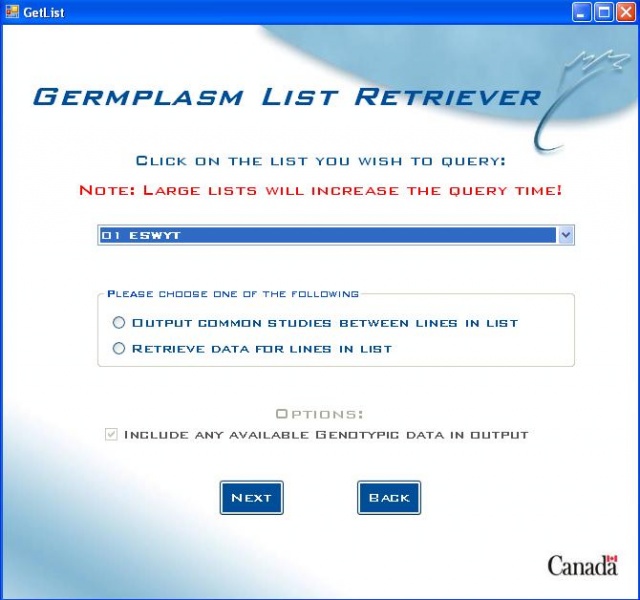 GetList
Germplasm List Retriever
Click on the list you wish to query:
Note: Large lists will increase the query time!
01 ESWYT
Please choose one of the following
Output common studies between lines in list
Retrieve data for lines in list
Options:
Include any available Genotypic data in output
Next
Back
Canada